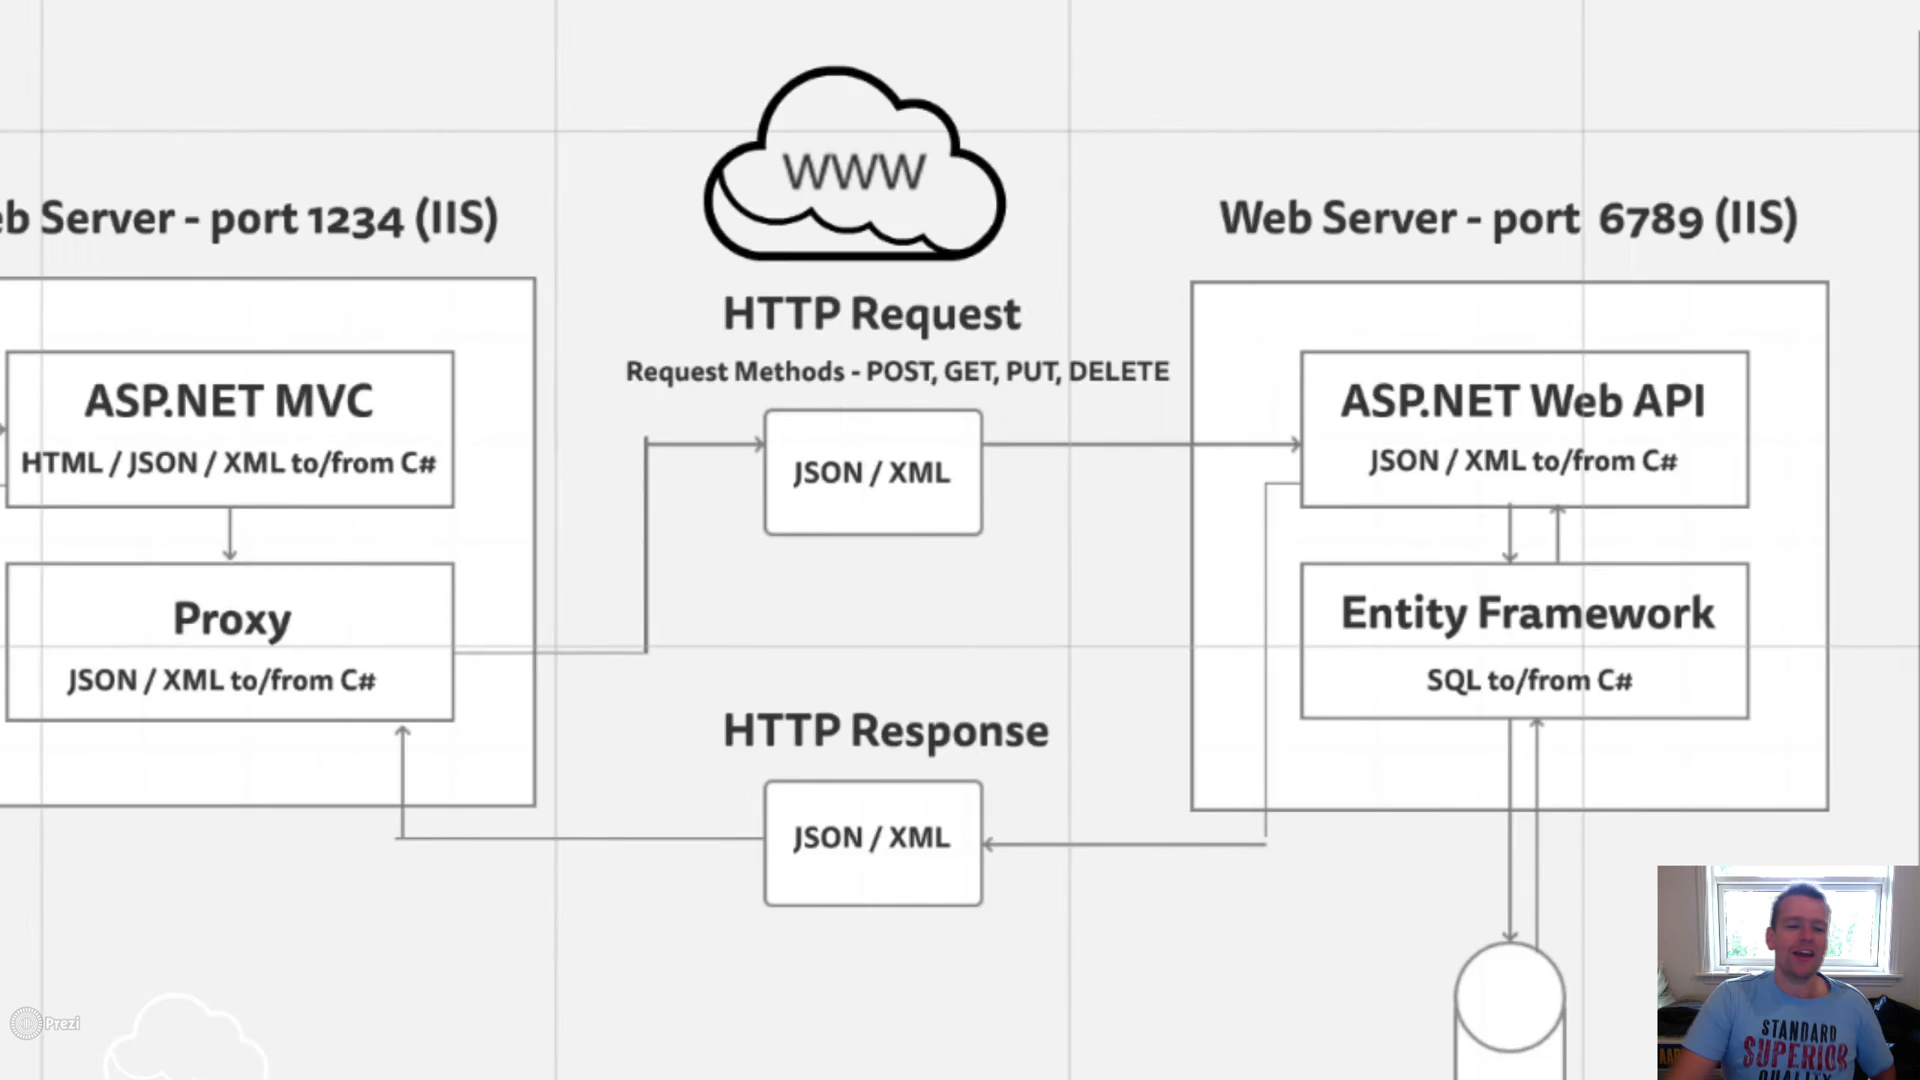 WWW
eb Server - port 1234 (IIS)
Web Server - port 6789 (IIS)
HTTP Request
Request Methods - POST, GET, PUT, DELETE
ASP.NET MVC
HTML / JSON / XML to/from C#
JSON / XML
ASP.NET Web API
JSON / XML to/from C#
Proxy
JSON / XML to/from C#
Entity Framework
SQL to/from C#
HTTP Response
JSON / XML
Prezi
STANDARD
SUPERIOR
QUALITY